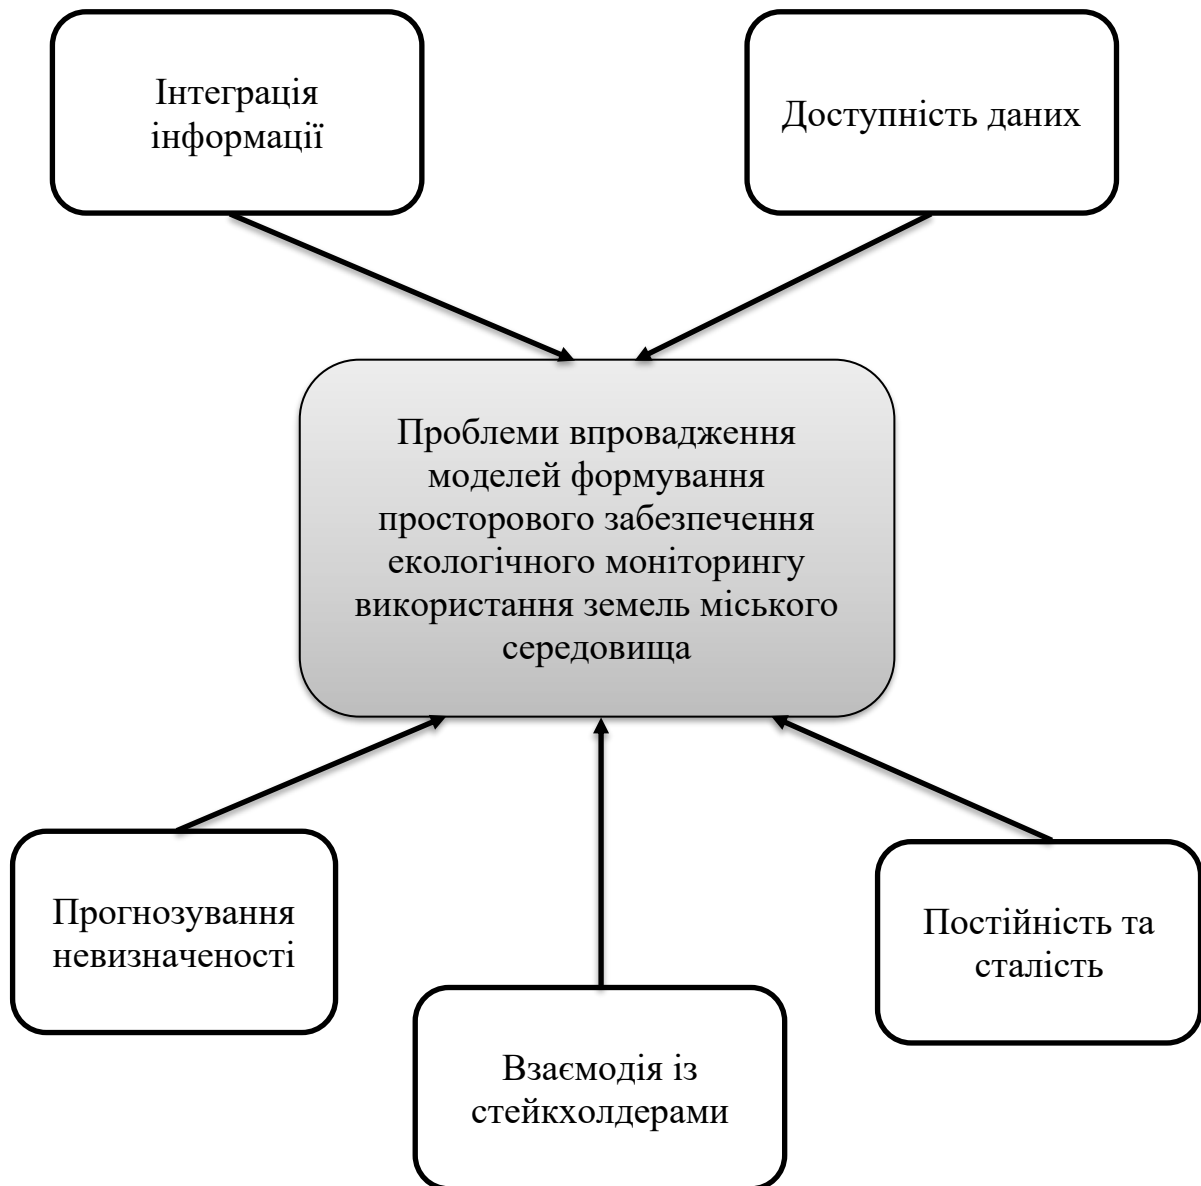 Інтеграція
інформації
Доступність даних
Проблеми впровадження
моделей формування
просторового забезпечення
екологічного моніторингу
використання земель міського
середовища
Прогнозування
невизначеності
Взаємодія із
стейкхолдерами
Постійність та
сталість